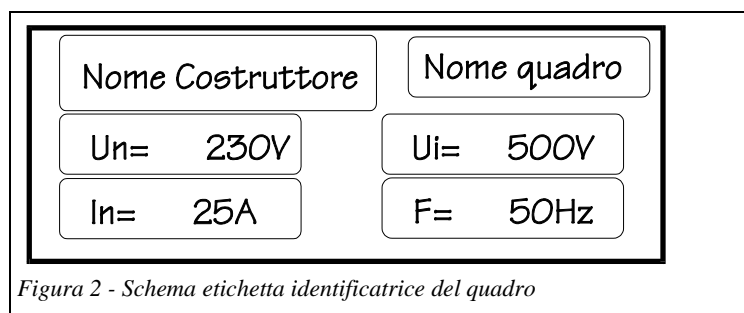 Nome Costruttore Nome quadro
Un= 230V Ui= 500V
In= 25A F= 50Hz
Figura 2 - Schema etichetta identificatrice del quadro